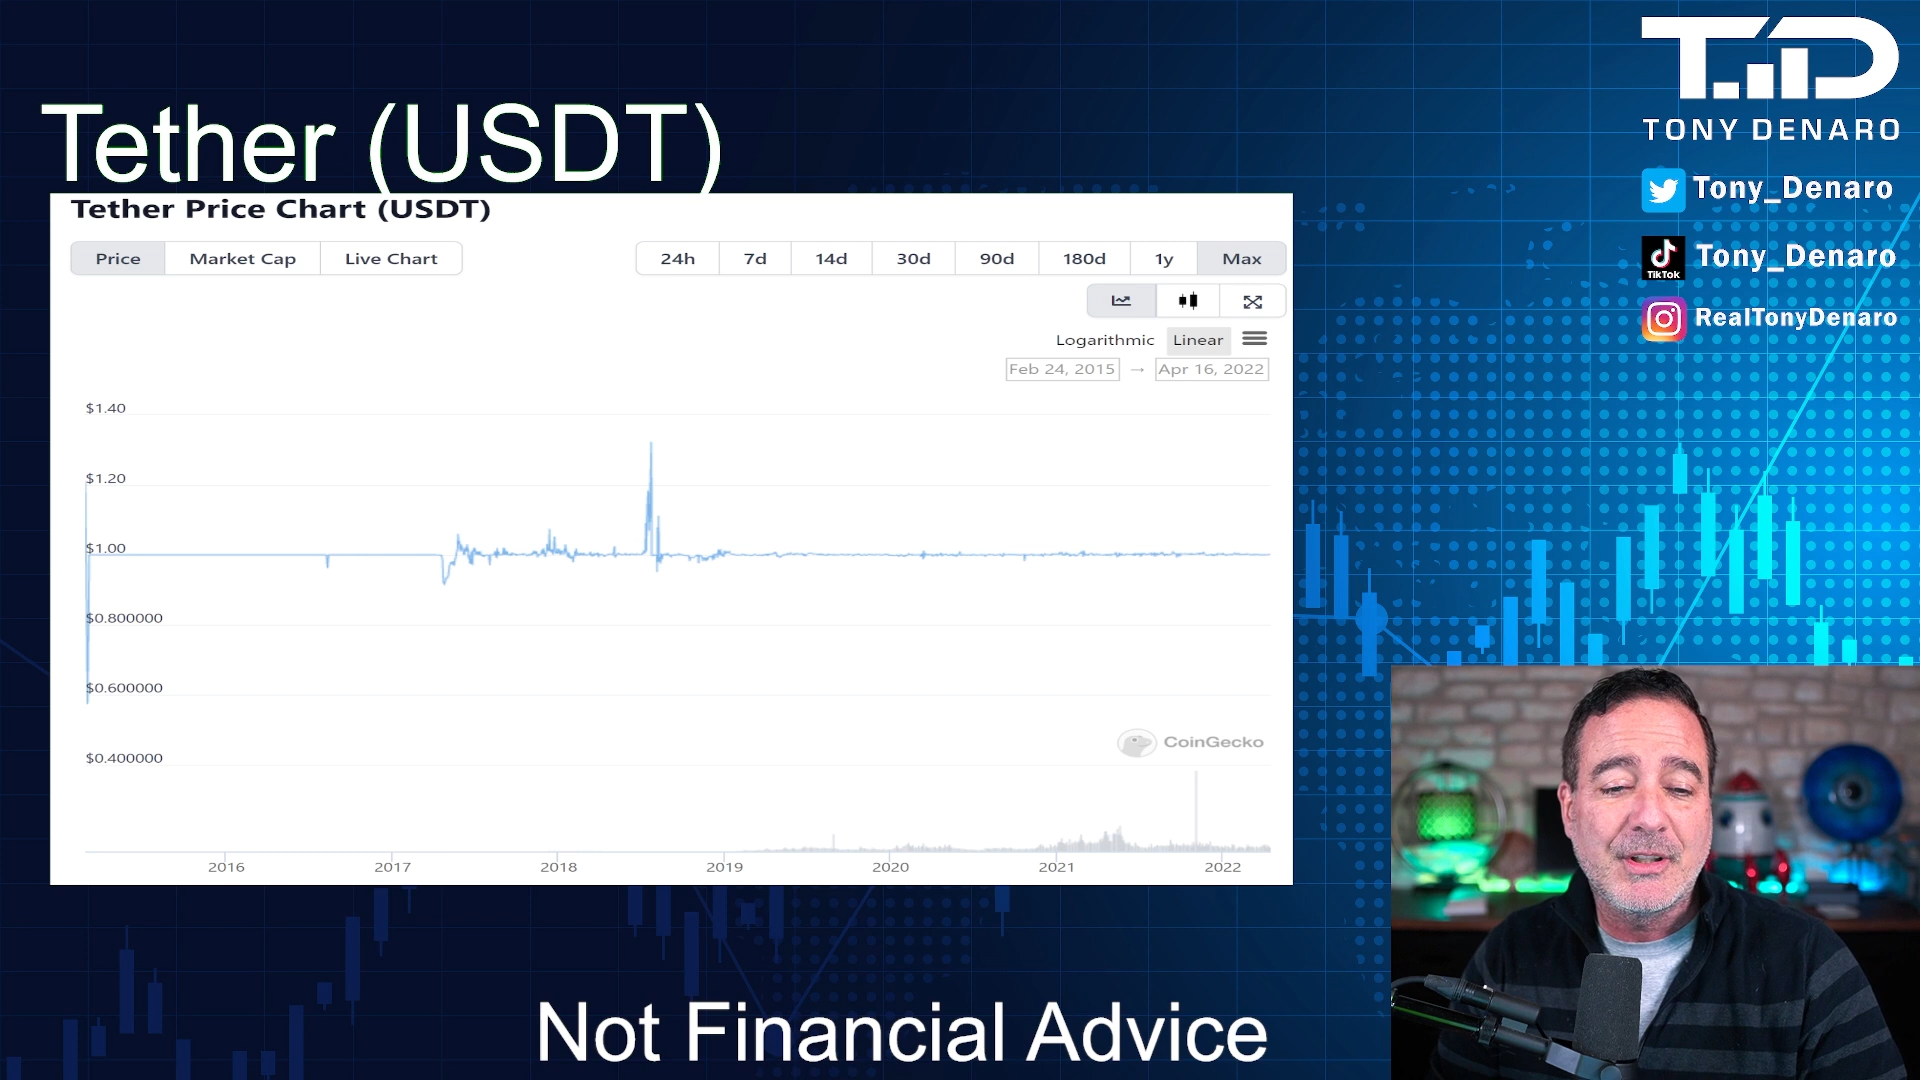 Tether (USDT)
Tether Price Chart (USDT)
Price Market Cap Live Chart
24h 7d 14d 30d 90d 180d 1y Max
Logarithmic Linear
Feb 24, 2015 → Apr 16, 2022
$1.40
$1.20
$1.00
$0.800000
$0.600000
$0.400000
CoinGecko
2016 2017 2018 2019 2020 2021 2022
Not Financial Advice
TD
TONY DENARO
Tony_Denaro
TikTok
Tony_Denaro
RealTonyDenaro